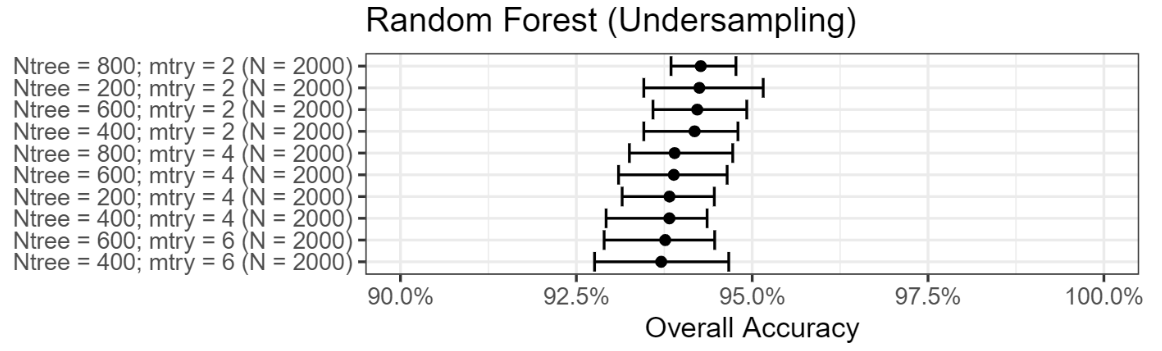 Random Forest (Undersampling)
Ntree = 800; mtry = 2 (N = 2000)
Ntree = 200; mtry = 2 (N = 2000)
Ntree = 600; mtry = 2 (N = 2000)
Ntree = 400; mtry = 2 (N = 2000)
Ntree = 800; mtry = 4 (N = 2000)
Ntree = 600; mtry = 4 (N = 2000)
Ntree = 200; mtry = 4 (N = 2000)
Ntree = 400; mtry = 4 (N = 2000)
Ntree = 600; mtry = 6 (N = 2000)
Ntree = 400; mtry = 6 (N = 2000)
90.0% 92.5% 95.0% 97.5% 100.0%
Overall Accuracy